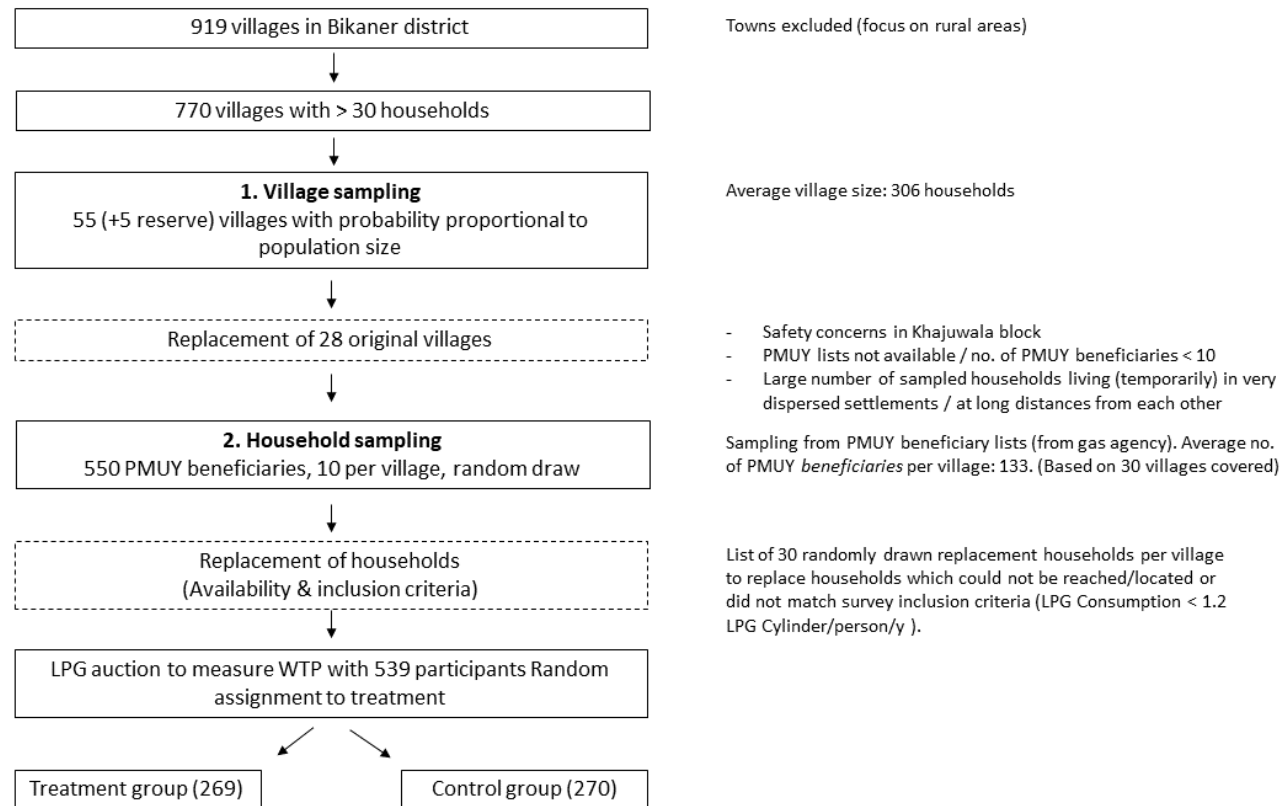 919 villages in Bikaner district
Towns excluded (focus on rural areas)
770 villages with > 30 households
1. Village sampling
55 (+5 reserve) villages with probability proportional to
population size
Average village size: 306 households
Replacement of 28 original villages
- Safety concerns in Khajuwala block
- PMUY lists not available / no. of PMUY beneficiaries < 10
- Large number of sampled households living (temporarily) in very
dispersed settlements / at long distances from each other
2. Household sampling
550 PMUY beneficiaries, 10 per village, random draw
Sampling from PMUY beneficiary lists (from gas agency). Average no.
of PMUY beneficiaries per village: 133. (Based on 30 villages covered)
Replacement of households
(Availability & inclusion criteria)
List of 30 randomly drawn replacement households per village
to replace households which could not be reached/located or
did not match survey inclusion criteria (LPG Consumption < 1.2
LPG Cylinder/person/y ).
LPG auction to measure WTP with 539 participants Random
assignment to treatment
Treatment group (269)
Control group (270)